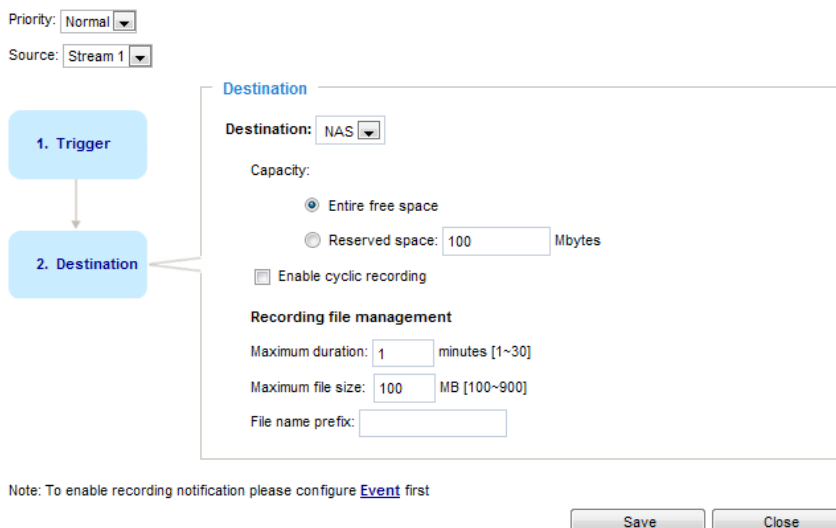 Priority: Normal
Source: Stream 1
Destination
1. Trigger
2. Destination
Destination: NAS
Capacity:
Entire free space
Reserved space: 100 Mbytes
Enable cyclic recording
Recording file management
Maximum duration: 1 minutes [1~30]
Maximum file size: 100 MB [100~900]
File name prefix:
Note: To enable recording notification please configure Event first
Save Close